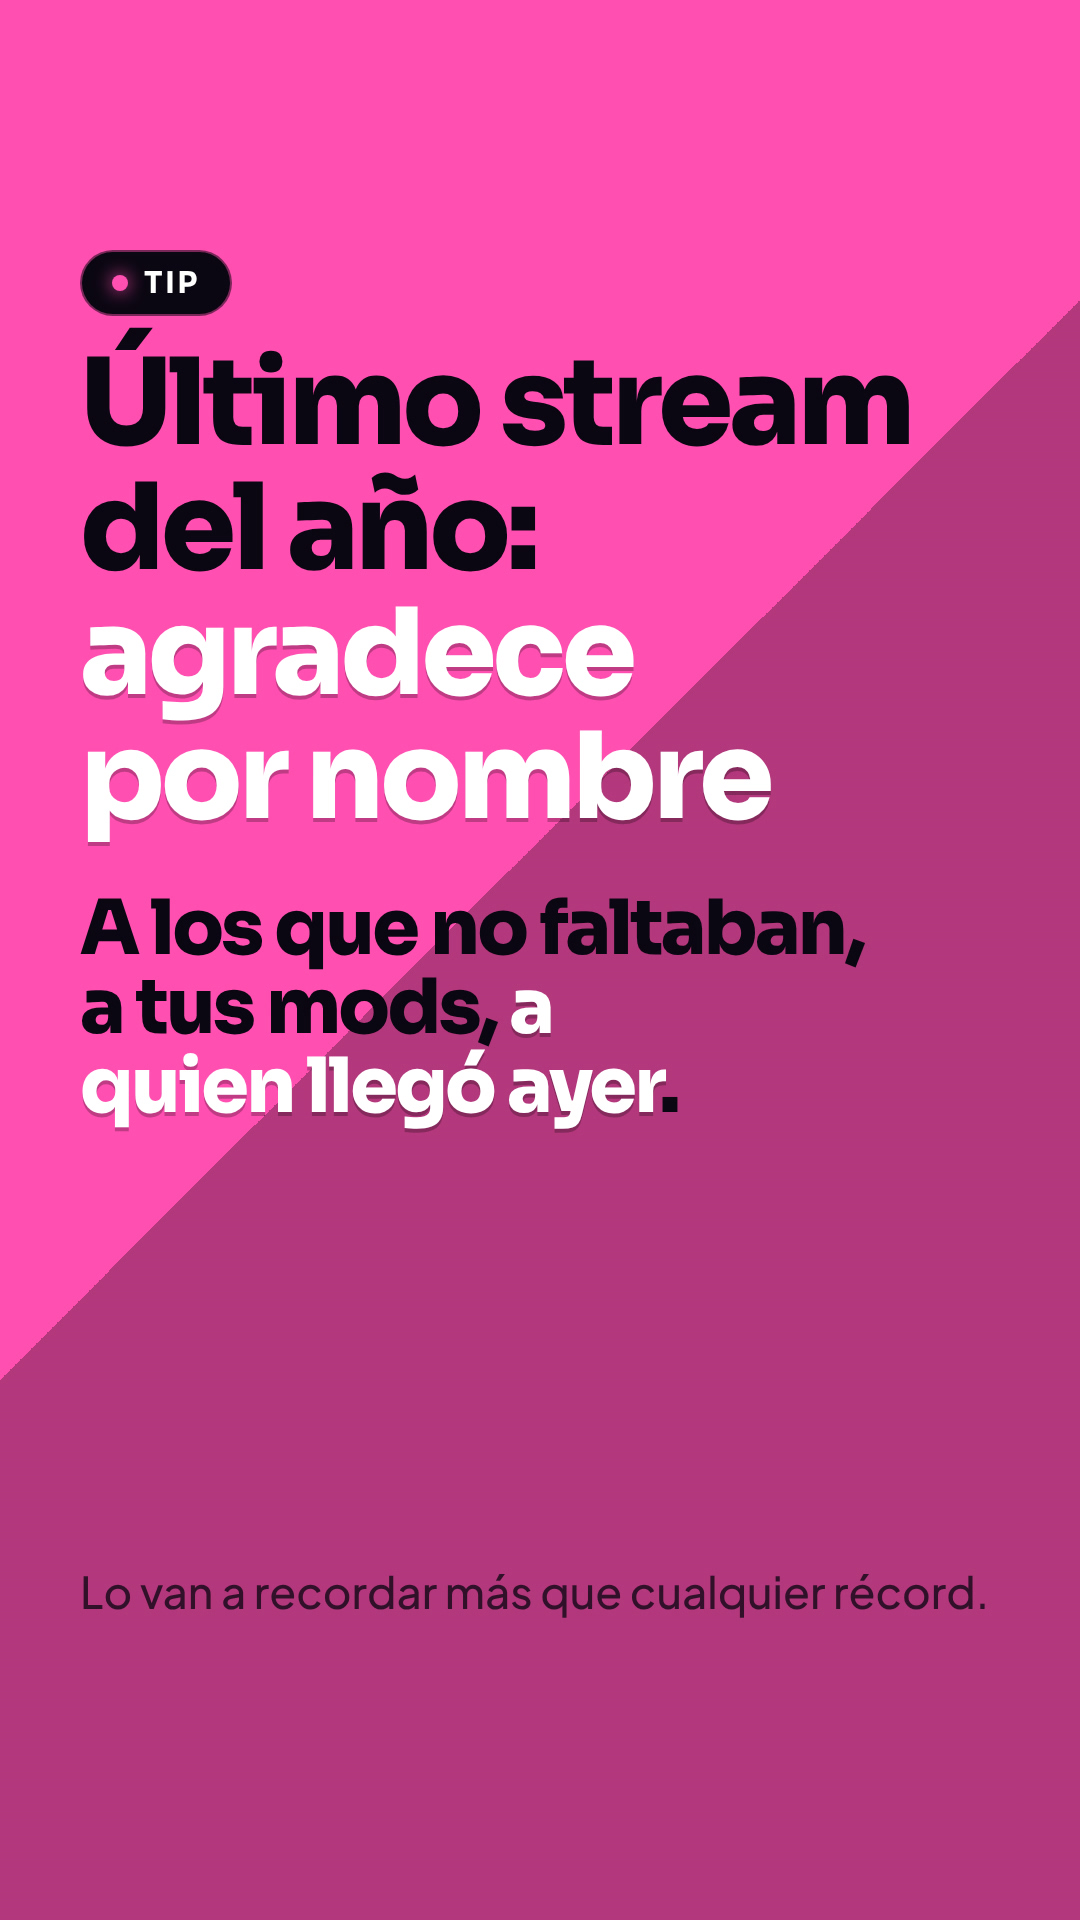 TIP
Último stream
del año:
agradece
por nombre
A los que no faltaban,
a tus mods, a
quien llegó ayer.
Lo van a recordar más que cualquier récord.